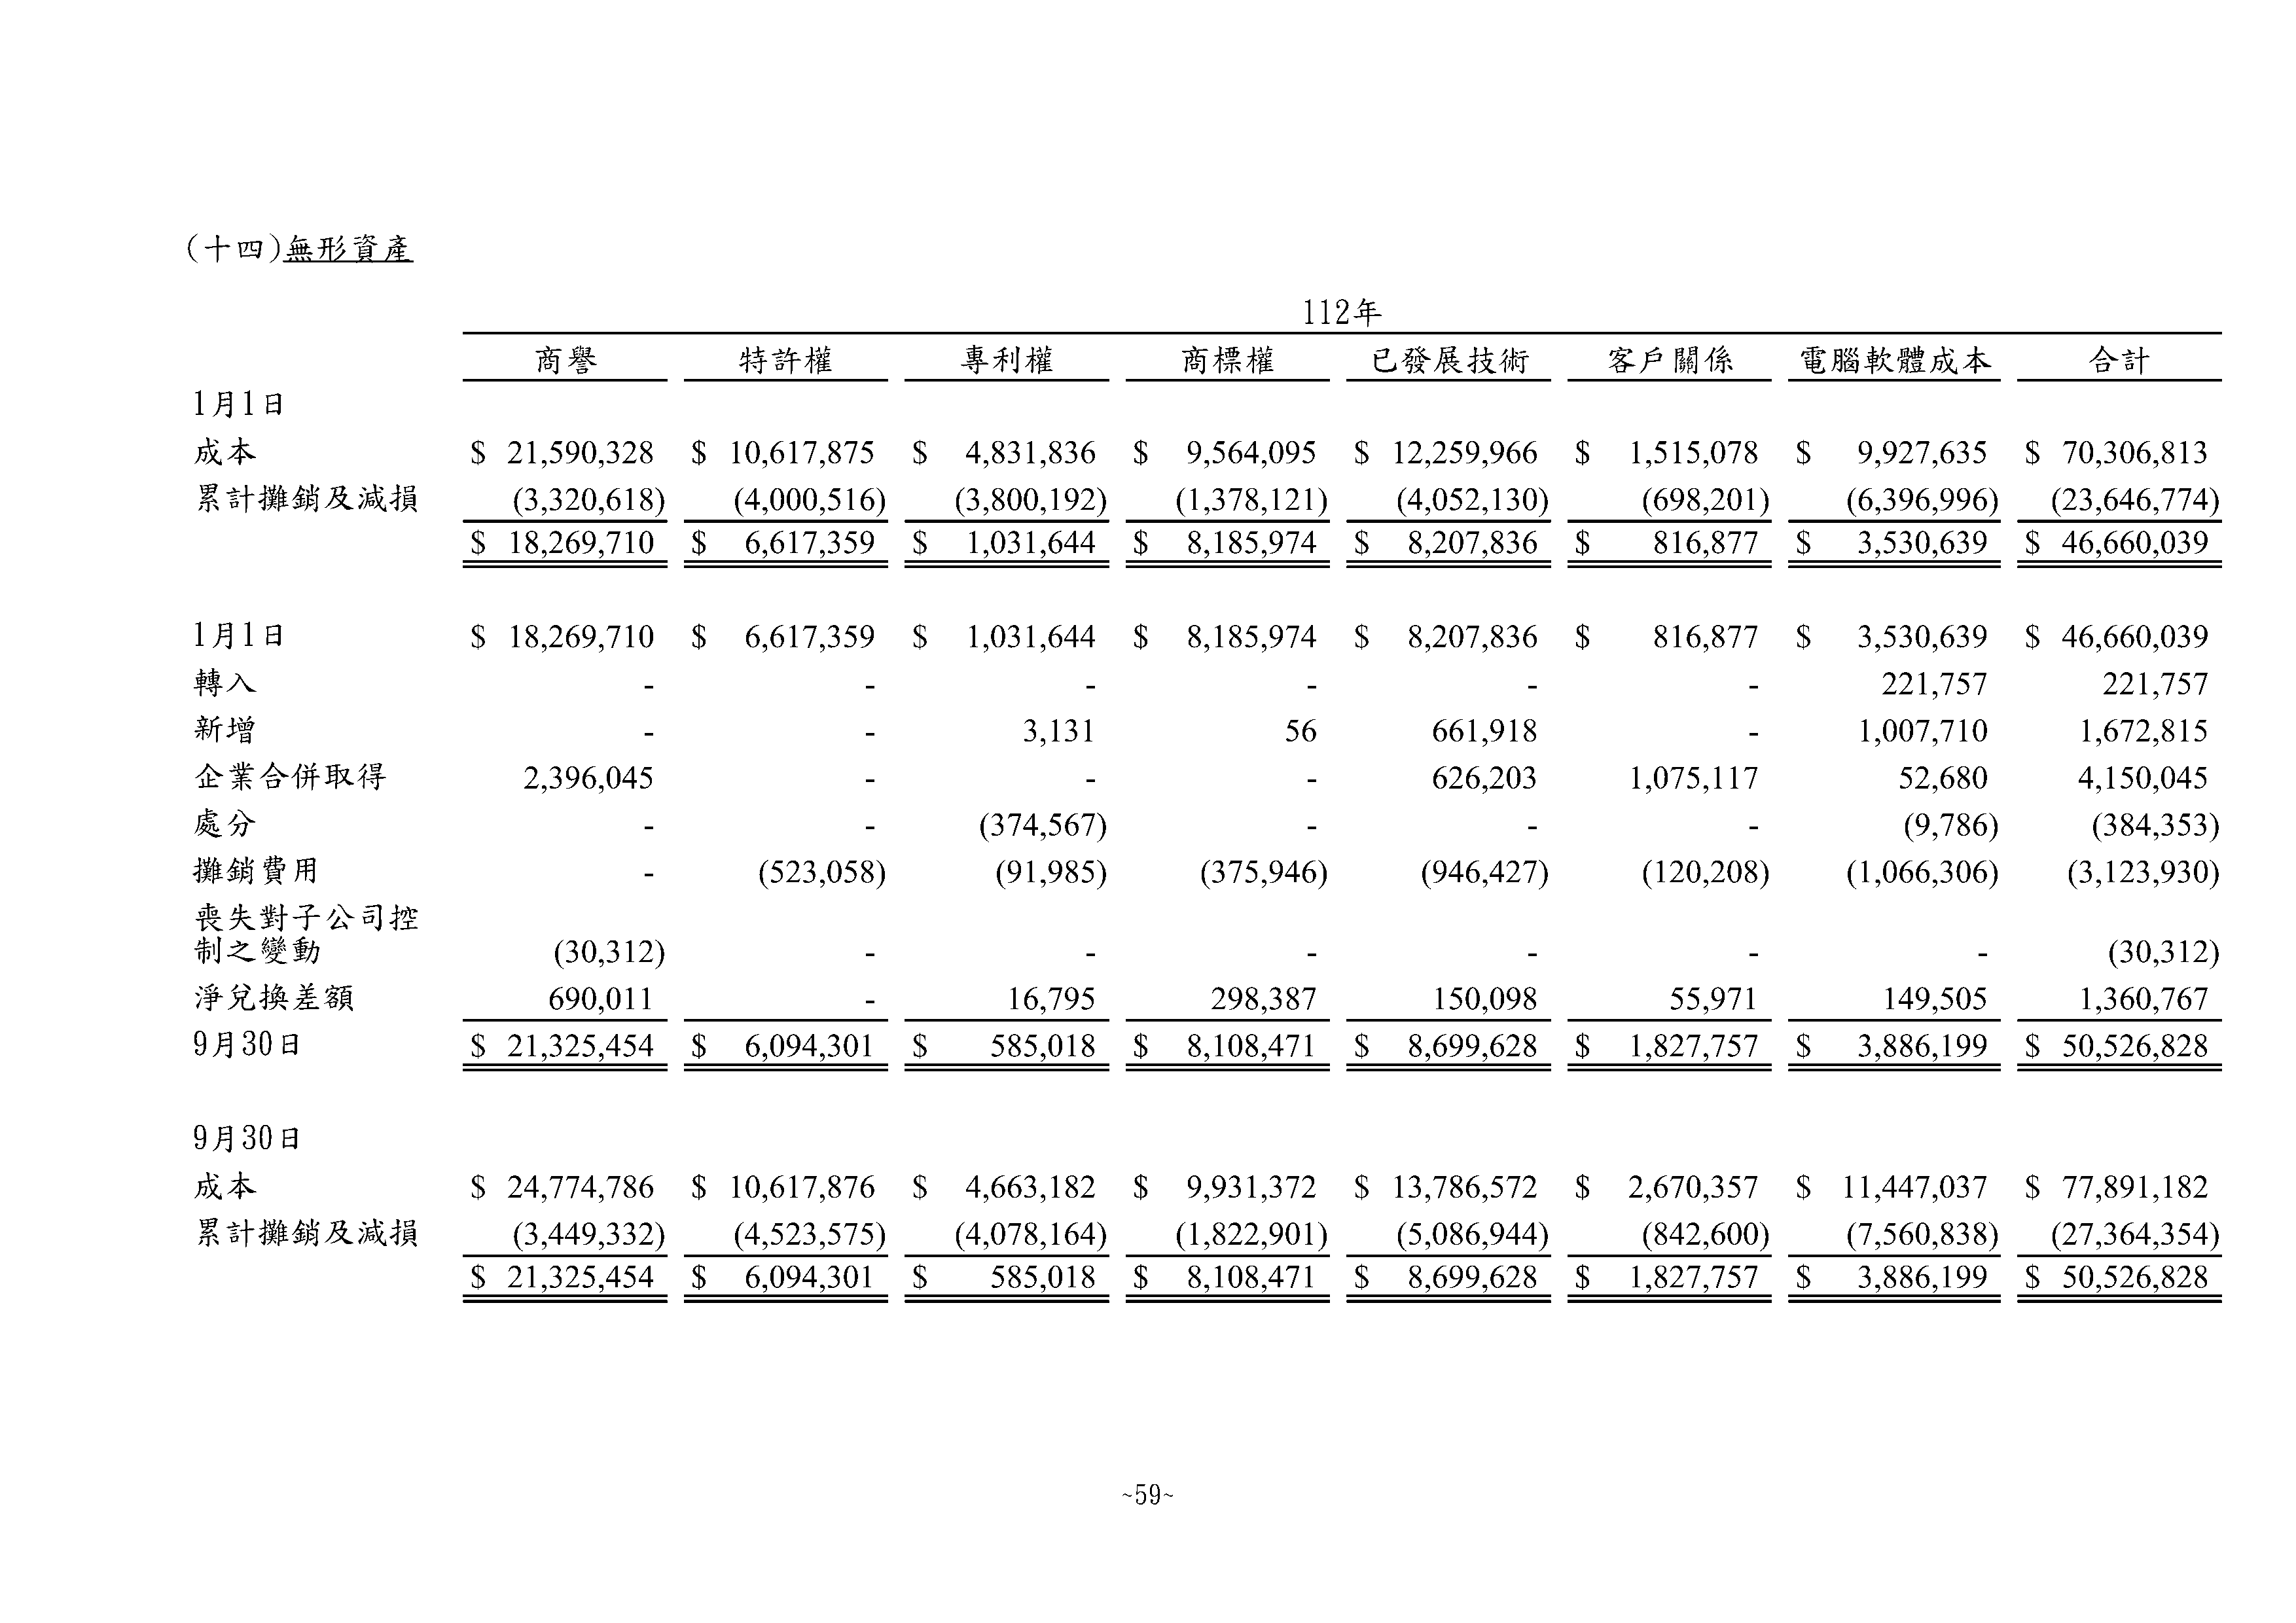 (十四)無形資產
112年
商譽 特許權 專利權 商標權 已發展技術 客戶關係 電腦軟體成本 合計
1月1日
成本 $ 21,590,328 $ 10,617,875 $ 4,831,836 $ 9,564,095 $ 12,259,966 $ 1,515,078 $ 9,927,635 $ 70,306,813
累計攤銷及減損 (3,320,618) (4,000,516) (3,800,192) (1,378,121) (4,052,130) (698,201) (6,396,996) (23,646,774)
$ 18,269,710 $ 6,617,359 $ 1,031,644 $ 8,185,974 $ 8,207,836 $ 816,877 $ 3,530,639 $ 46,660,039
1月1日 $ 18,269,710 $ 6,617,359 $ 1,031,644 $ 8,185,974 $ 8,207,836 $ 816,877 $ 3,530,639 $ 46,660,039
轉入 - - - - - - 221,757 221,757
新增 - - 3,131 56 661,918 - 1,007,710 1,672,815
企業合併取得 2,396,045 - - - 626,203 1,075,117 52,680 4,150,045
處分 - - (374,567) - - - (9,786) (384,353)
攤銷費用 - (523,058) (91,985) (375,946) (946,427) (120,208) (1,066,306) (3,123,930)
喪失對子公司控
制之變動 (30,312) - - - - - - (30,312)
淨兌換差額 690,011 - 16,795 298,387 150,098 55,971 149,505 1,360,767
9月30日 $ 21,325,454 $ 6,094,301 $ 585,018 $ 8,108,471 $ 8,699,628 $ 1,827,757 $ 3,886,199 $ 50,526,828
9月30日
成本 $ 24,774,786 $ 10,617,876 $ 4,663,182 $ 9,931,372 $ 13,786,572 $ 2,670,357 $ 11,447,037 $ 77,891,182
累計攤銷及減損 (3,449,332) (4,523,575) (4,078,164) (1,822,901) (5,086,944) (842,600) (7,560,838) (27,364,354)
$ 21,325,454 $ 6,094,301 $ 585,018 $ 8,108,471 $ 8,699,628 $ 1,827,757 $ 3,886,199 $ 50,526,828
~59~